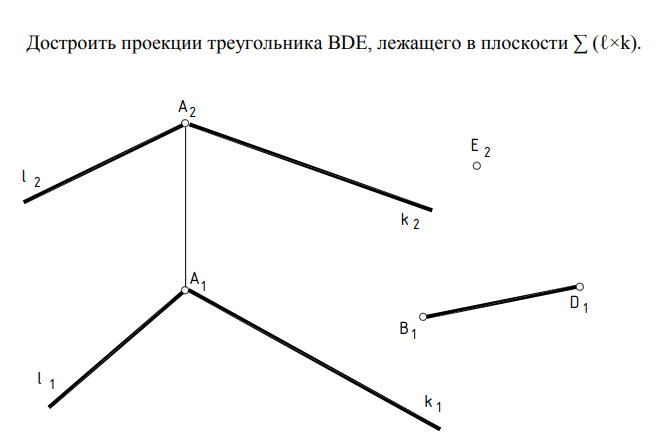 Достроить проекции треугольника BDE, лежащего в плоскости ∑ (ℓ×k).
A2
E2
l2
k2
A1
D1
B1
l1
k1